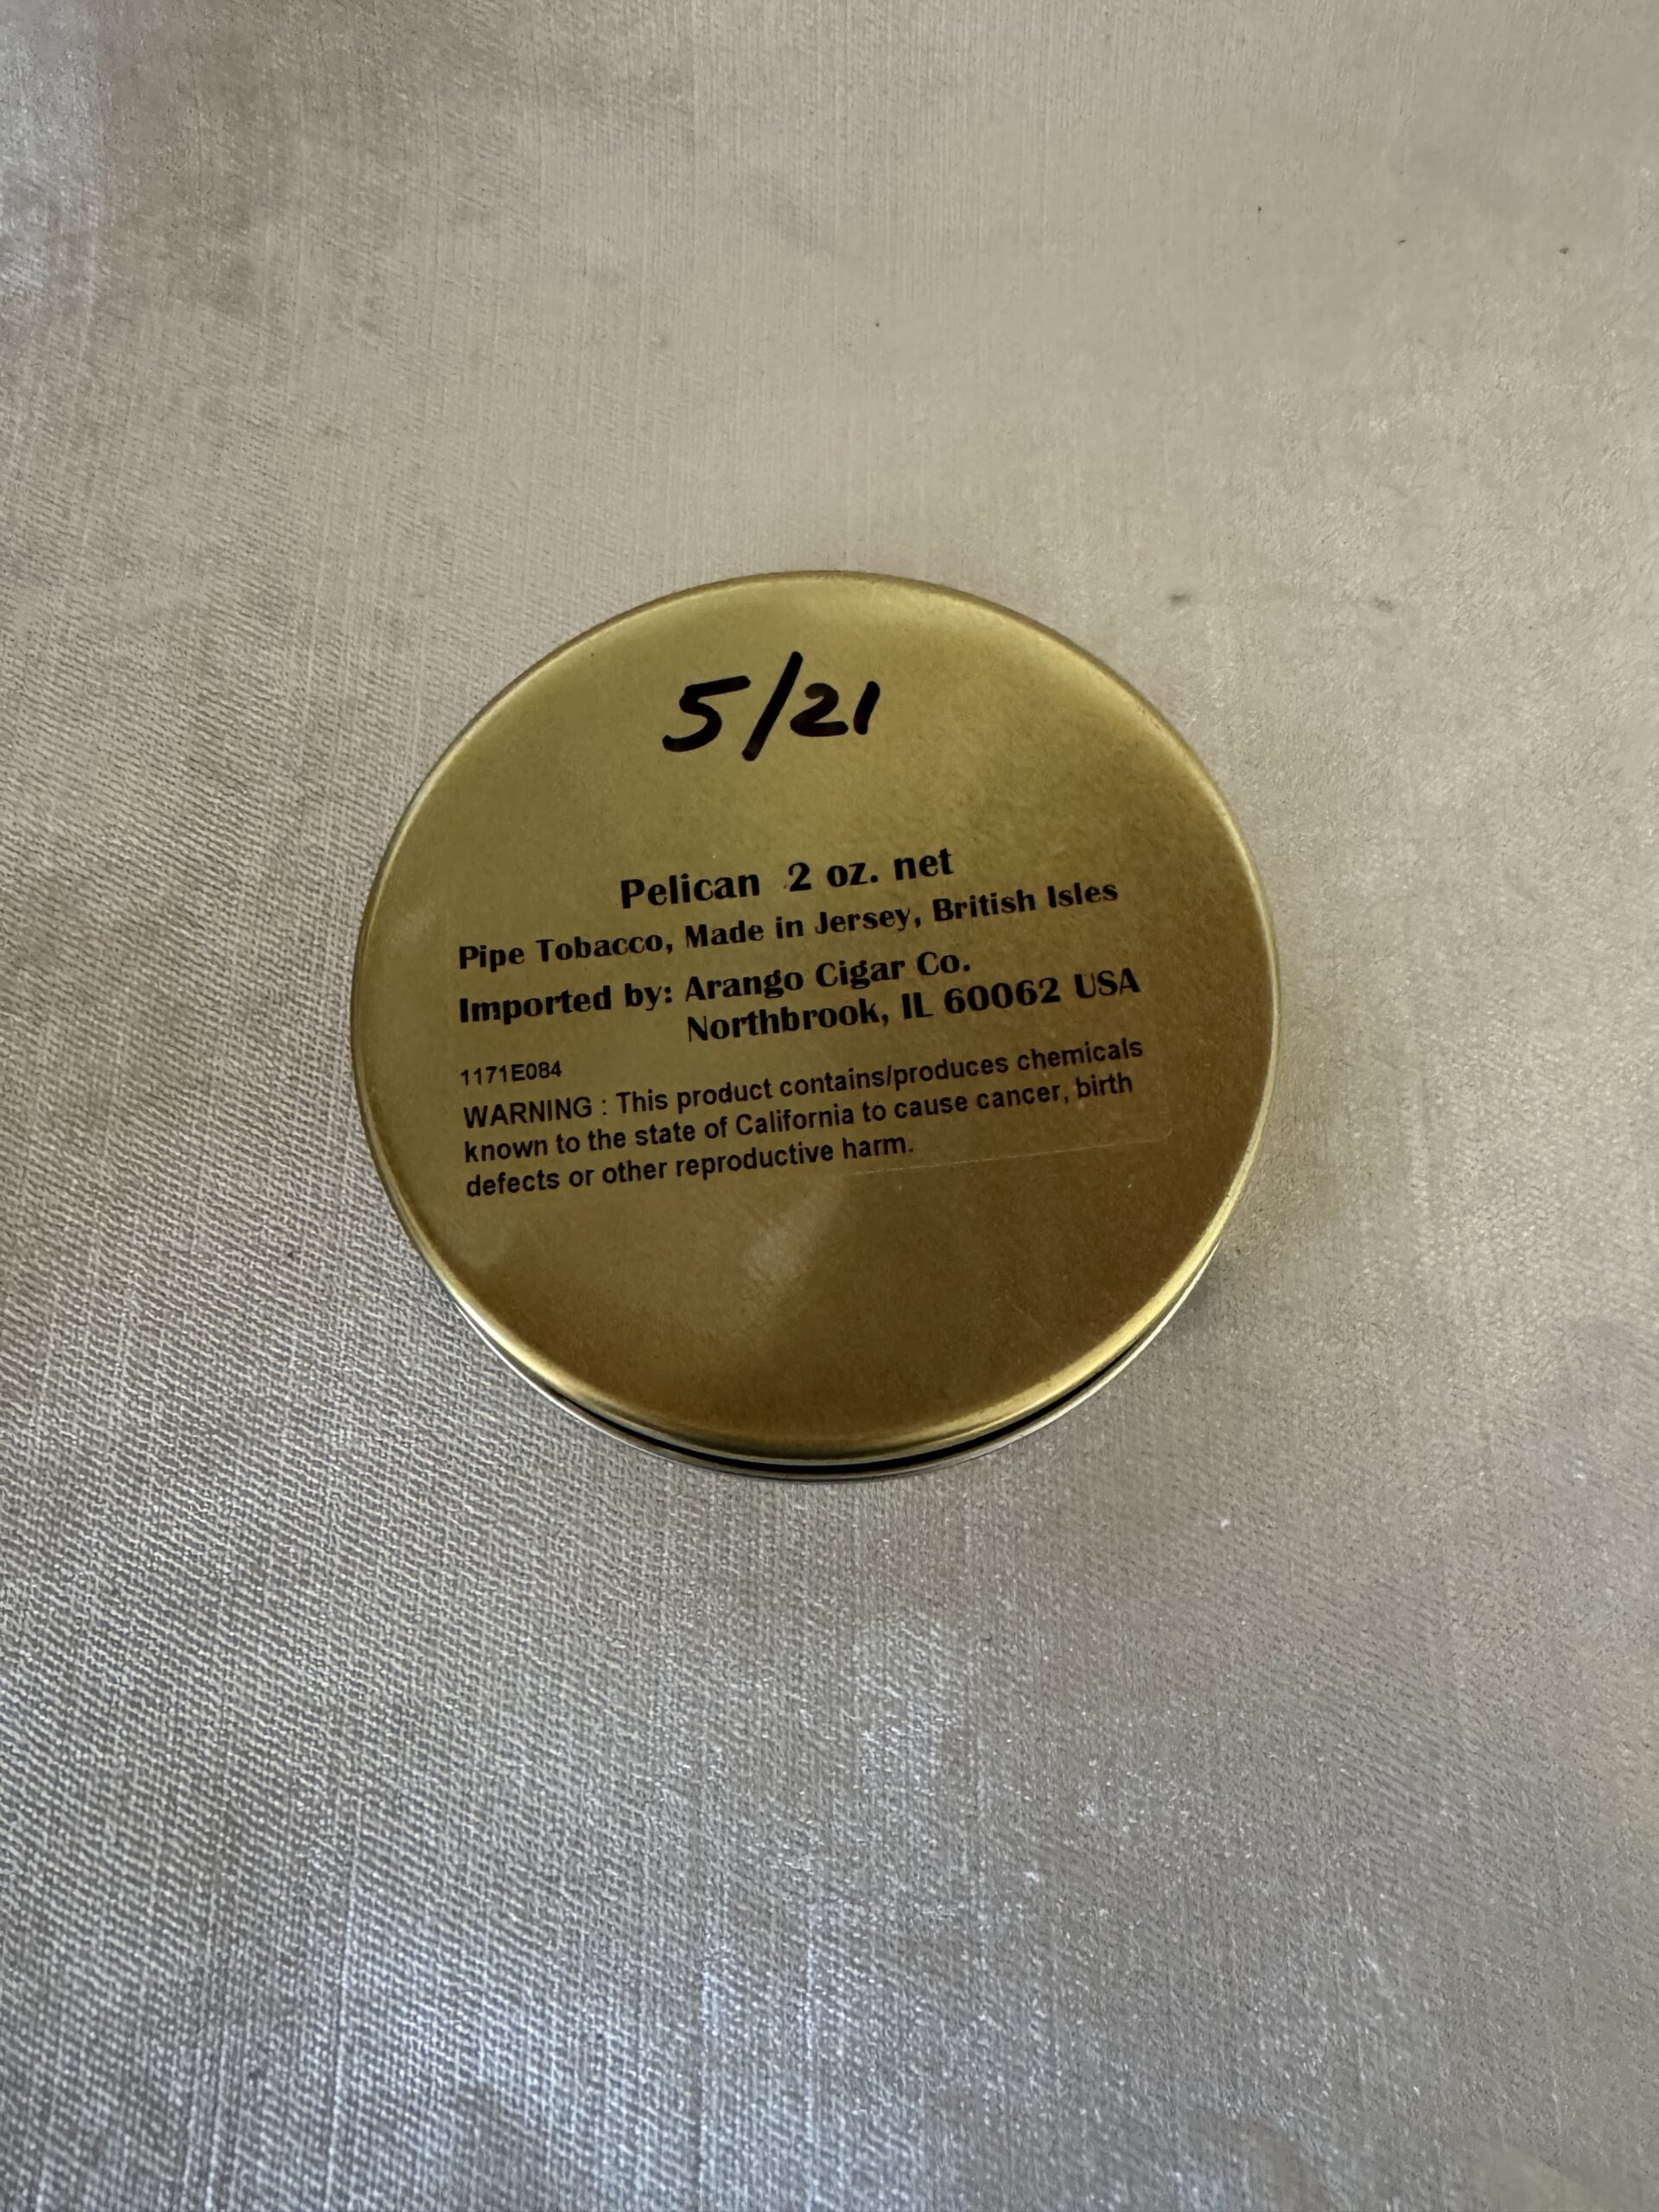 5/21
Pelican 2 oz. net
Pipe Tobacco, Made in Jersey, British Isles
Imported by: Arango Cigar Co.
Northbrook, IL 60062 USA
1171E084
WARNING : This product contains/produces chemicals
known to the state of California to cause cancer, birth
defects or other reproductive harm.